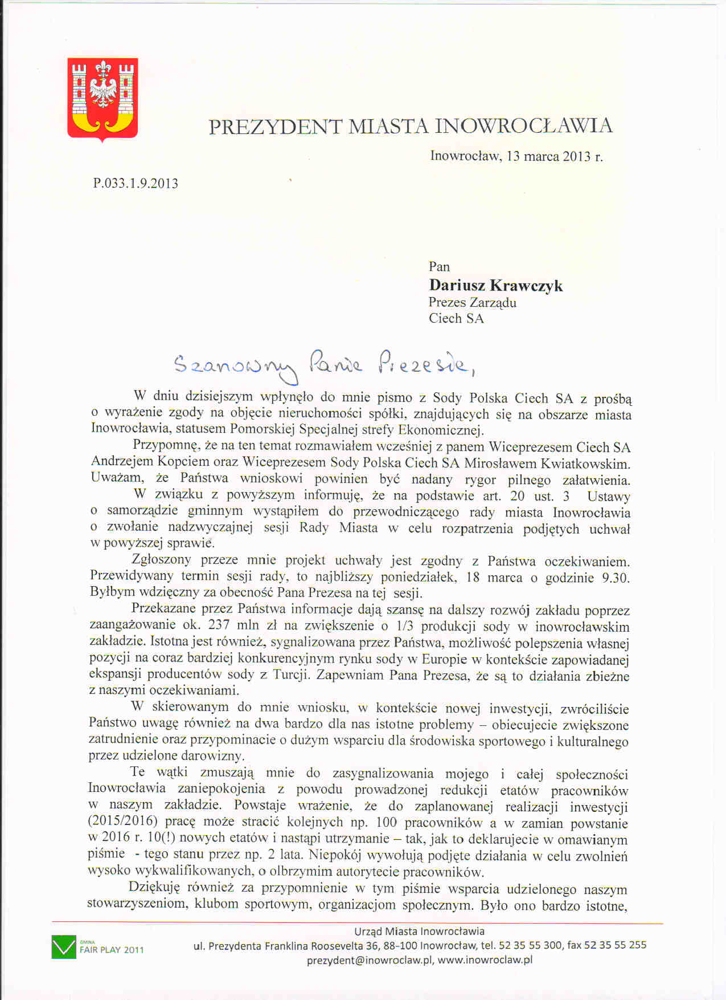 PREZYDENT MIASTA INOWROCŁAWIA
Inowrocław, 13 marca 2013 r.
P.033.1.9.2013
Pan
Dariusz Krawczyk
Prezes Zarządu
Ciech SA
Szanowny Panie Prezesie,
W dniu dzisiejszym wpłynęło do mnie pismo z Sody Polska Ciech SA z prośbą
o wyrażenie zgody na objęcie nieruchomości spółki, znajdujących się na obszarze miasta
Inowrocławia, statusem Pomorskiej Specjalnej strefy Ekonomicznej.
Przypomnę, że na ten temat rozmawiałem wcześniej z panem Wiceprezesem Ciech SA
Andrzejem Kopciem oraz Wiceprezesem Sody Polska Ciech SA Mirosławem Kwiatkowskim.
Uważam, że Państwa wnioskowi powinien być nadany rygor pilnego załatwienia.
W związku z powyższym informuję, że na podstawie art. 20 ust. 3 Ustawy
o samorządzie gminnym wystąpiłem do przewodniczącego rady miasta Inowrocławia
o zwołanie nadzwyczajnej sesji Rady Miasta w celu rozpatrzenia podjętych uchwał
w powyższej sprawie.
Zgłoszony przeze mnie projekt uchwały jest zgodny z Państwa oczekiwaniem.
Przewidywany termin sesji rady, to najbliższy poniedziałek, 18 marca o godzinie 9.30.
Byłbym wdzięczny za obecność Pana Prezesa na tej sesji.
Przekazane przez Państwa informacje dają szansę na dalszy rozwój zakładu poprzez
zaangażowanie ok. 237 mln zł na zwiększenie o 1/3 produkcji sody w inowrocławskim
zakładzie. Istotna jest również, sygnalizowana przez Państwa, możliwość polepszenia własnej
pozycji na coraz bardziej konkurencyjnym rynku sody w Europie w kontekście zapowiadanej
ekspansji producentów sody z Turcji. Zapewniam Pana Prezesa, że są to działania zbieżne
z naszymi oczekiwaniami.
W skierowanym do mnie wniosku, w kontekście nowej inwestycji, zwróciliście
Państwo uwagę również na dwa bardzo dla nas istotne problemy – obiecujecie zwiększone
zatrudnienie oraz przypominacie o dużym wsparciu dla środowiska sportowego i kulturalnego
przez udzielone darowizny.
Te wątki zmuszają mnie do zasygnalizowania mojego i całej społeczności
Inowrocławia zaniepokojenia z powodu prowadzonej redukcji etatów pracowników
w naszym zakładzie. Powstaje wrażenie, że do zaplanowanej realizacji inwestycji
(2015/2016) pracę może stracić kolejnych np. 100 pracowników a w zamian powstanie
w 2016 r. 10(!) nowych etatów i nastąpi utrzymanie – tak, jak to deklarujecie w omawianym
piśmie - tego stanu przez np. 2 lata. Niepokój wywołują podjęte działania w celu zwolnień
wysoko wykwalifikowanych, o olbrzymim autorytecie pracowników.
Dziękuję również za przypomnienie w tym piśmie wsparcia udzielonego naszym
stowarzyszeniom, klubom sportowym, organizacjom społecznym. Było ono bardzo istotne,
Urząd Miasta Inowrocławia
GMINA
FAIR PLAY 2011
ul. Prezydenta Franklina Roosevelta 36, 88-100 Inowrocław, tel. 52 35 55 300, fax 52 35 55 255
prezydent@inowroclaw.pl, www.inowroclaw.pl